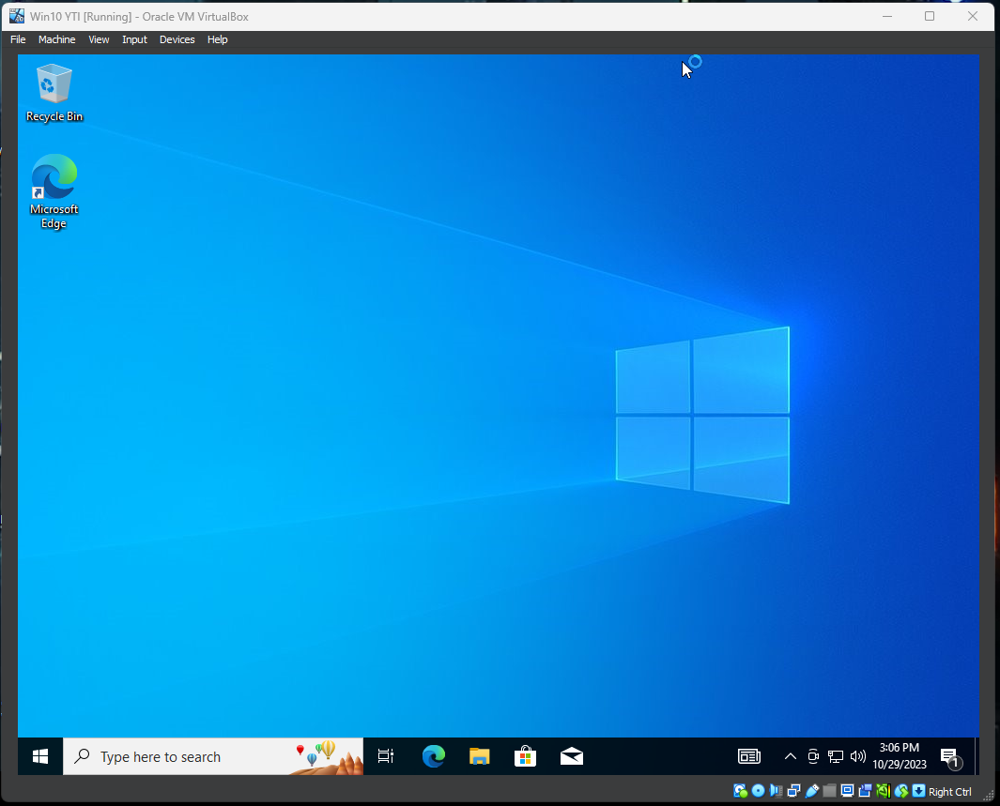 Win10 YTI [Running] - Oracle VM VirtualBox
File Machine View Input Devices Help
Recycle Bin
Microsoft
Edge
Type here to search
3:06 PM
10/29/2023
1
Right Ctrl